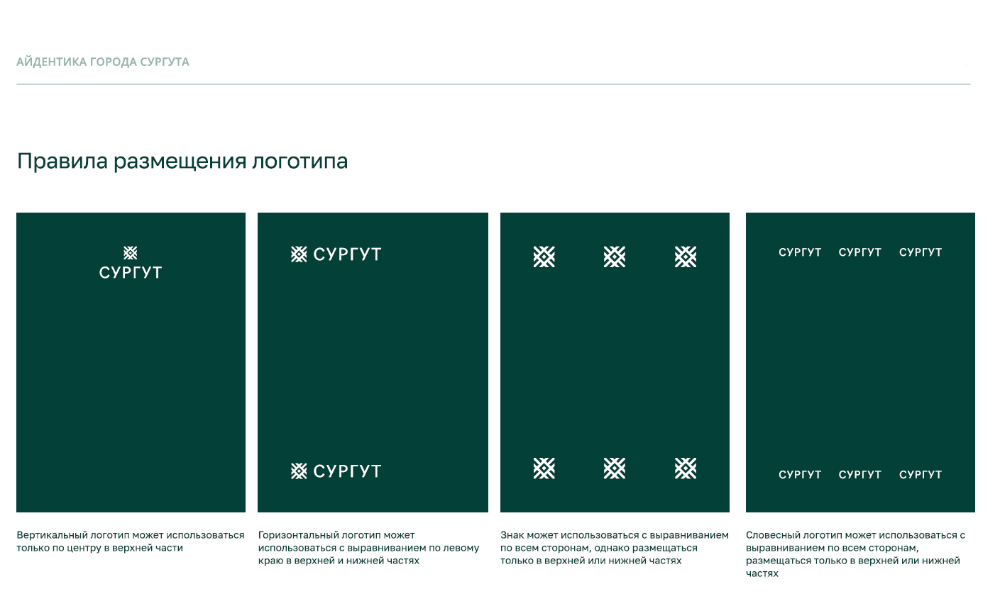 АЙДЕНТИКА ГОРОДА СУРГУТА
Правила размещения логотипа
СУРГУТ
СУРГУТ
СУРГУТ
СУРГУТ СУРГУТ СУРГУТ
СУРГУТ СУРГУТ СУРГУТ
Вертикальный логотип может использоваться
только по центру в верхней части
Горизонтальный логотип может
использоваться с выравниванием по левому
краю в верхней и нижней частях
Знак может использоваться с выравниванием
по всем сторонам, однако размещаться
только в верхней или нижней частях
Словесный логотип может использоваться с
выравниванием по всем сторонам,
размещаться только в верхней или нижней
частях